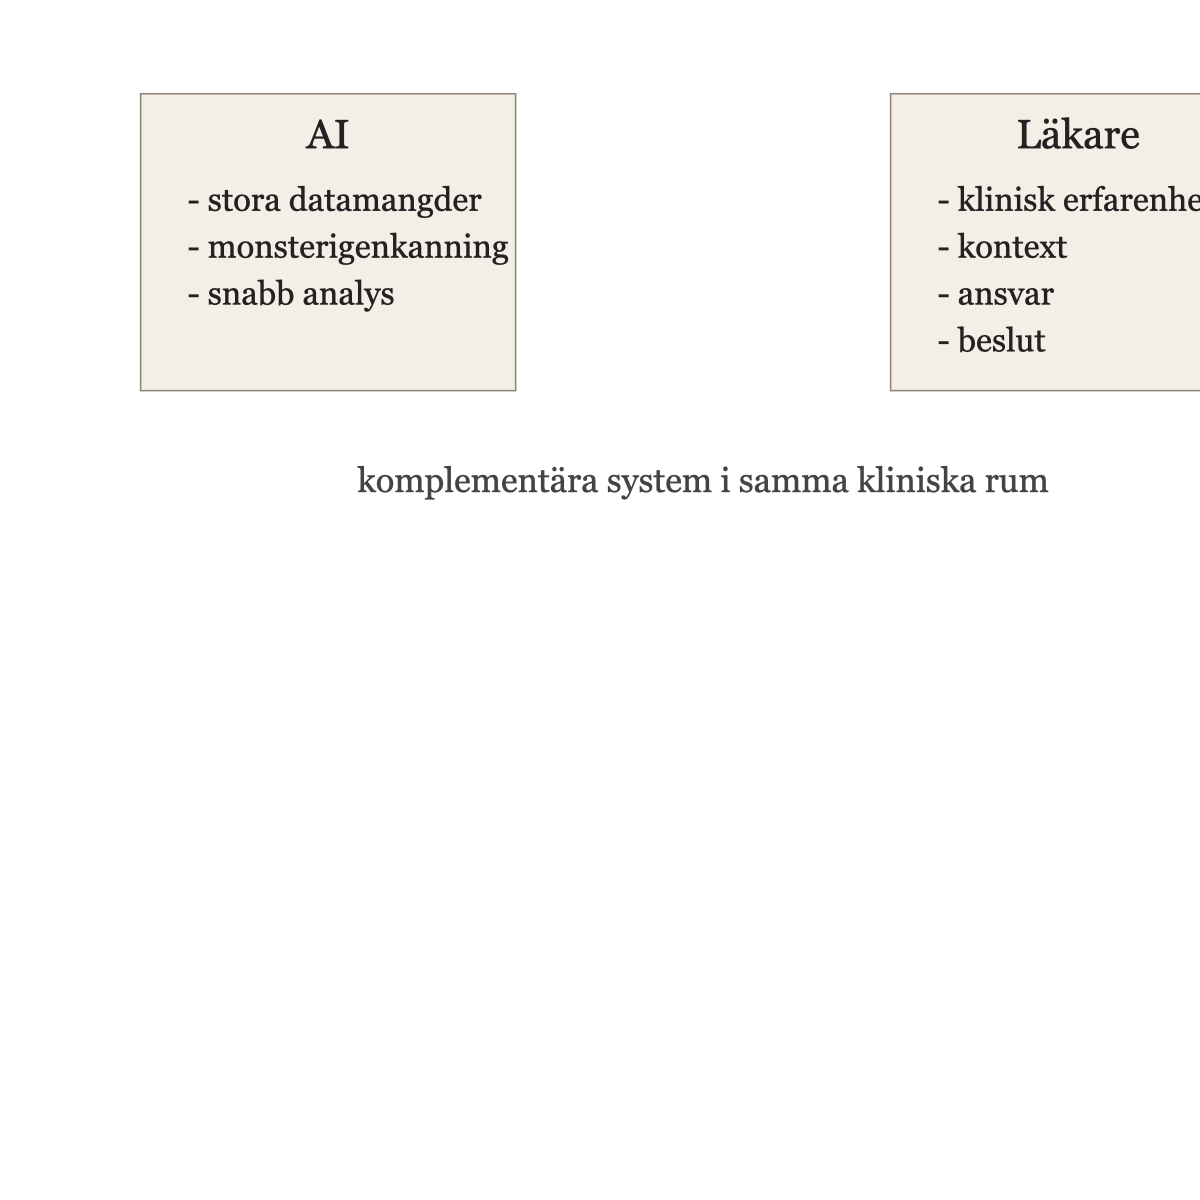 AI
- stora datamangder
- monsterigenkanning
- snabb analys
Läkare
- klinisk erfarenhe
- kontext
- ansvar
- beslut
komplementära system i samma kliniska rum